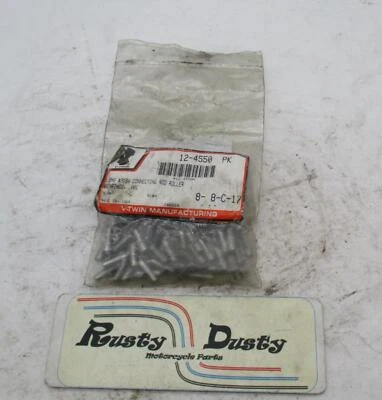 12-4550 PK
CONNECTING ROD ROLLER
8- 8-C-17
V-TWIN MANUFACTURING
Rusty Dusty
Motorcycle Parts